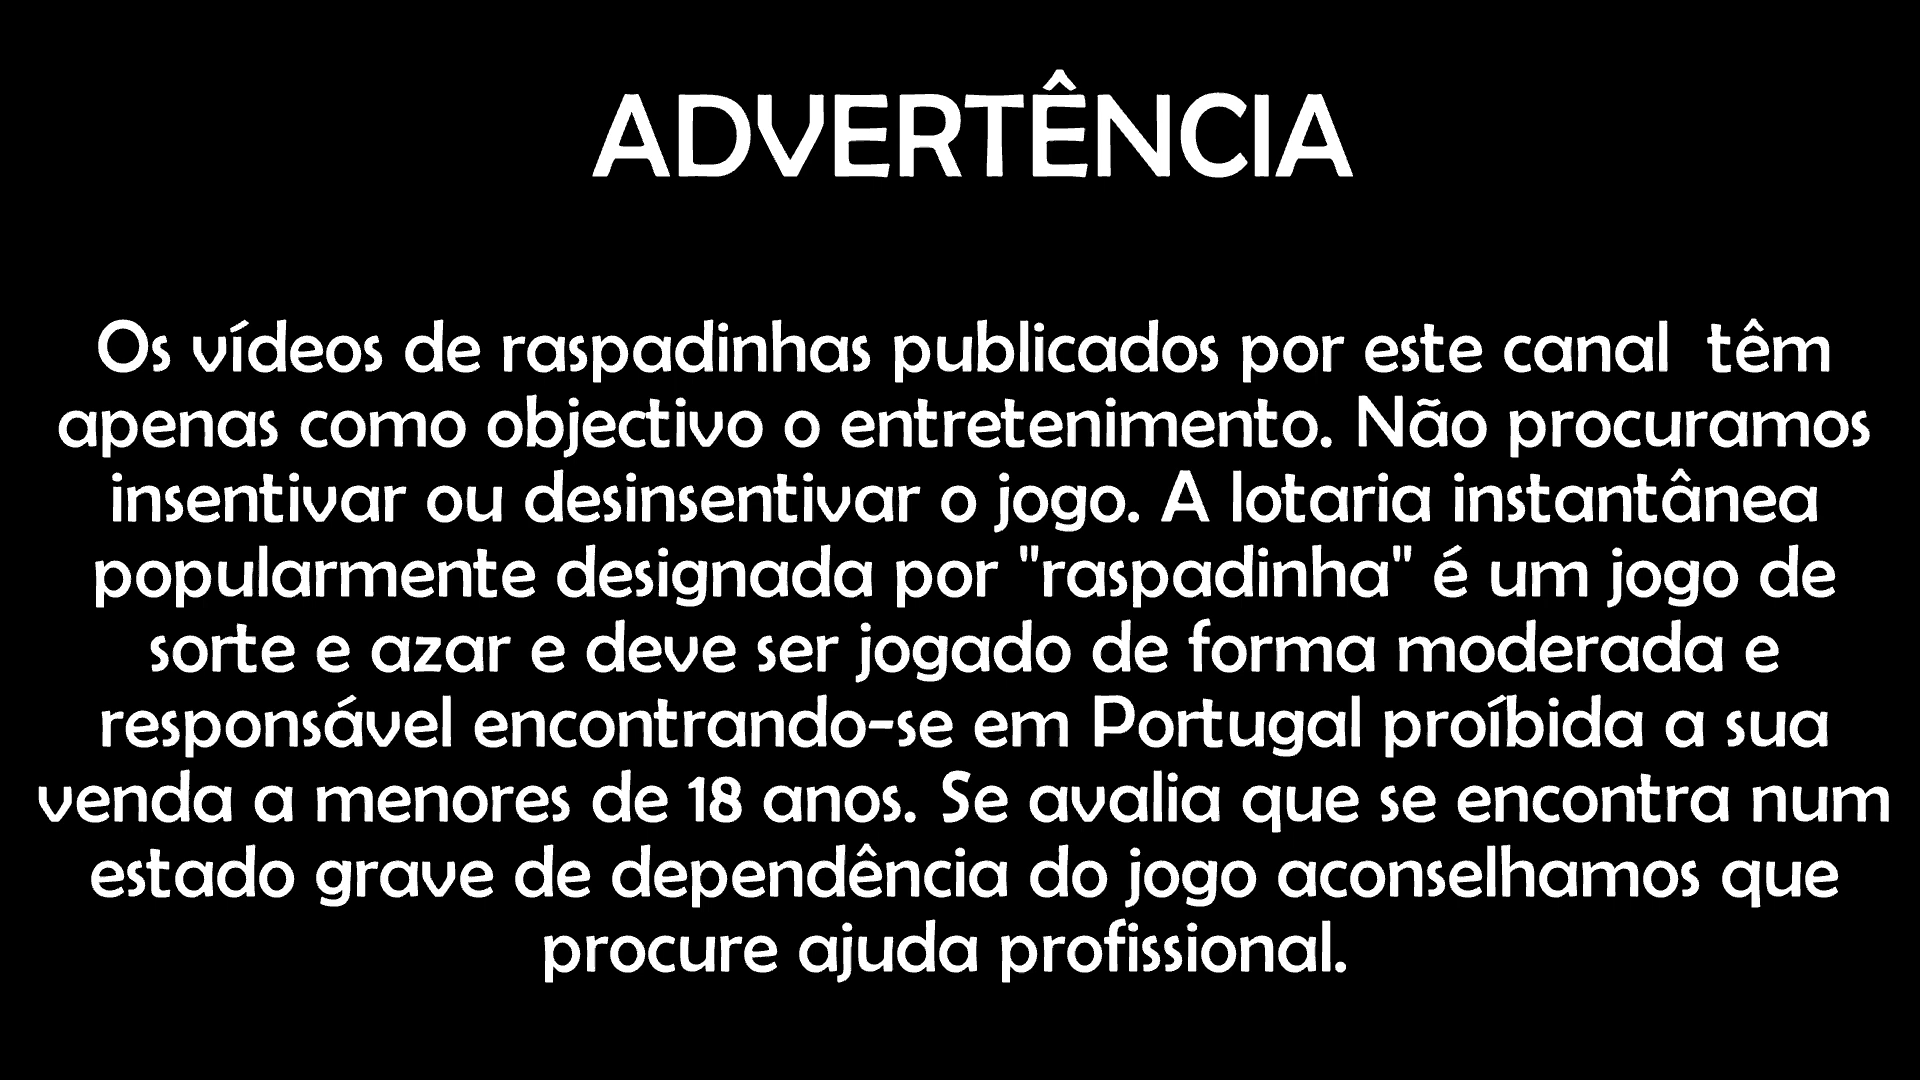 ADVERTÊNCIA
Os vídeos de raspadinhas publicados por este canal  têm
apenas como objectivo o entretenimento. Não procuramos
insentivar ou desinsentivar o jogo. A lotaria instantânea
popularmente designada por "raspadinha" é um jogo de
sorte e azar e deve ser jogado de forma moderada e
responsável encontrando-se em Portugal proíbida a sua
venda a menores de 18 anos. Se avalia que se encontra num
estado grave de dependência do jogo aconselhamos que
procure ajuda profissional.